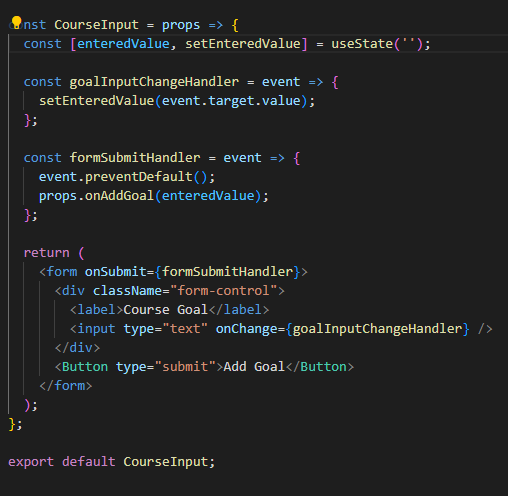 nst CourseInput = props => {
const [enteredValue, setEnteredValue] = useState('');
const goalInputChangeHandler = event => {
setEnteredValue(event.target.value);
};
const formSubmitHandler = event => {
event.preventDefault();
props.onAddGoal(enteredValue);
};
return (
<form onSubmit={formSubmitHandler}>
<div className="form-control">
<label>Course Goal</label>
<input type="text" onChange={goalInputChangeHandler} />
</div>
<Button type="submit">Add Goal</Button>
</form>
);
};
export default CourseInput;